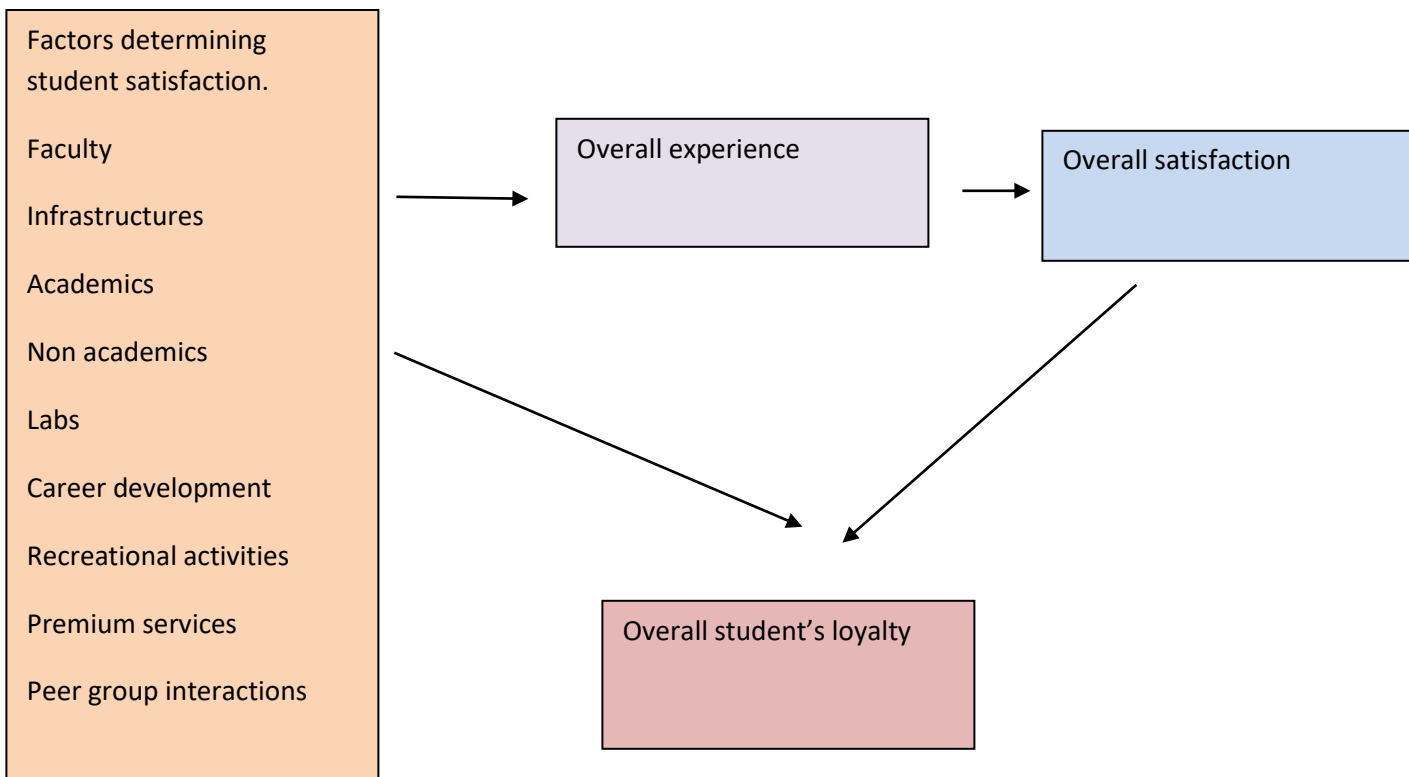 Factors determining
student satisfaction.
Faculty
Infrastructures
Academics
Non academics
Labs
Career development
Recreational activities
Premium services
Peer group interactions
Overall experience
Overall satisfaction
Overall student’s loyalty